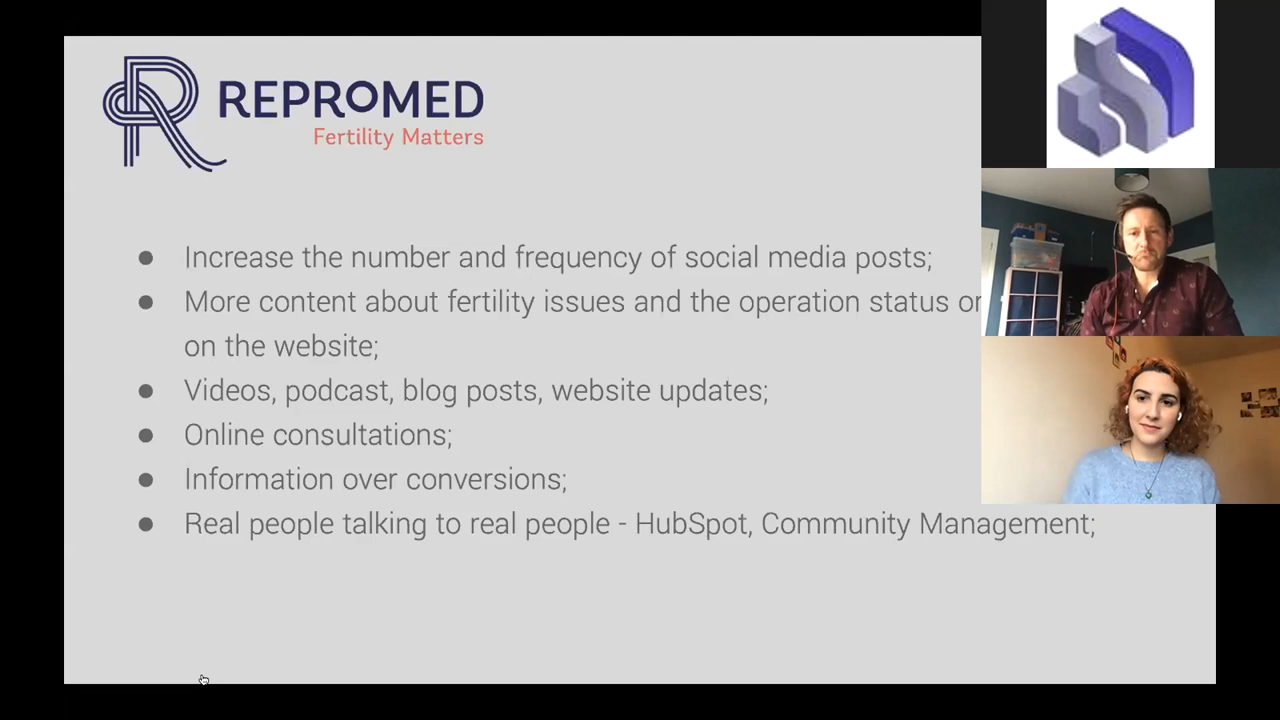 REPROMED
Fertility Matters
● Increase the number and frequency of social media posts;
● More content about fertility issues and the operation status
on the website;
● Videos, podcast, blog posts, website updates;
● Online consultations;
● Information over conversions;
● Real people talking to real people - HubSpot, Community Management;